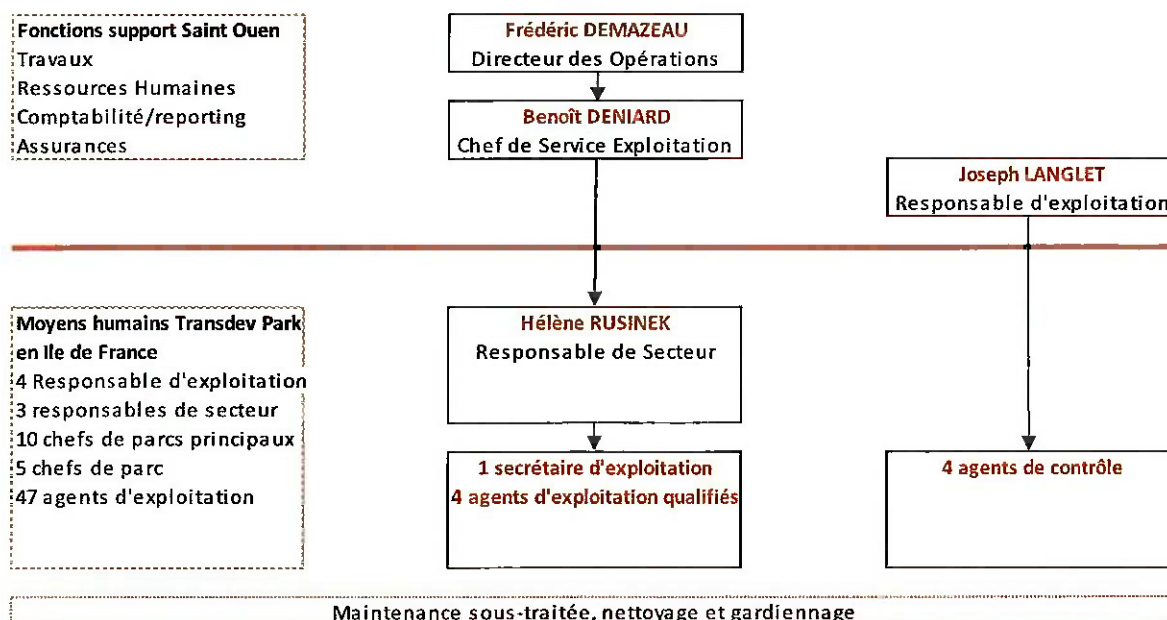 Fonctions support Saint Ouen
Travaux
Ressources Humaines
Comptabilité/reporting
Assurances
Frédéric DEMAZEAU
Directeur des Opérations
Benoît DENIARD
Chef de Service Exploitation
Joseph LANGLET
Responsable d'exploitation
Moyens humains Transdev Park
en Ile de France
4 Responsable d'exploitation
3 responsables de secteur
10 chefs de parcs principaux
5 chefs de parc
47 agents d'exploitation
Hélène RUSINEK
Responsable de Secteur
1 secrétaire d'exploitation
4 agents d'exploitation qualifiés
4 agents de contrôle
Maintenance sous-traitée, nettoyage et gardiennage